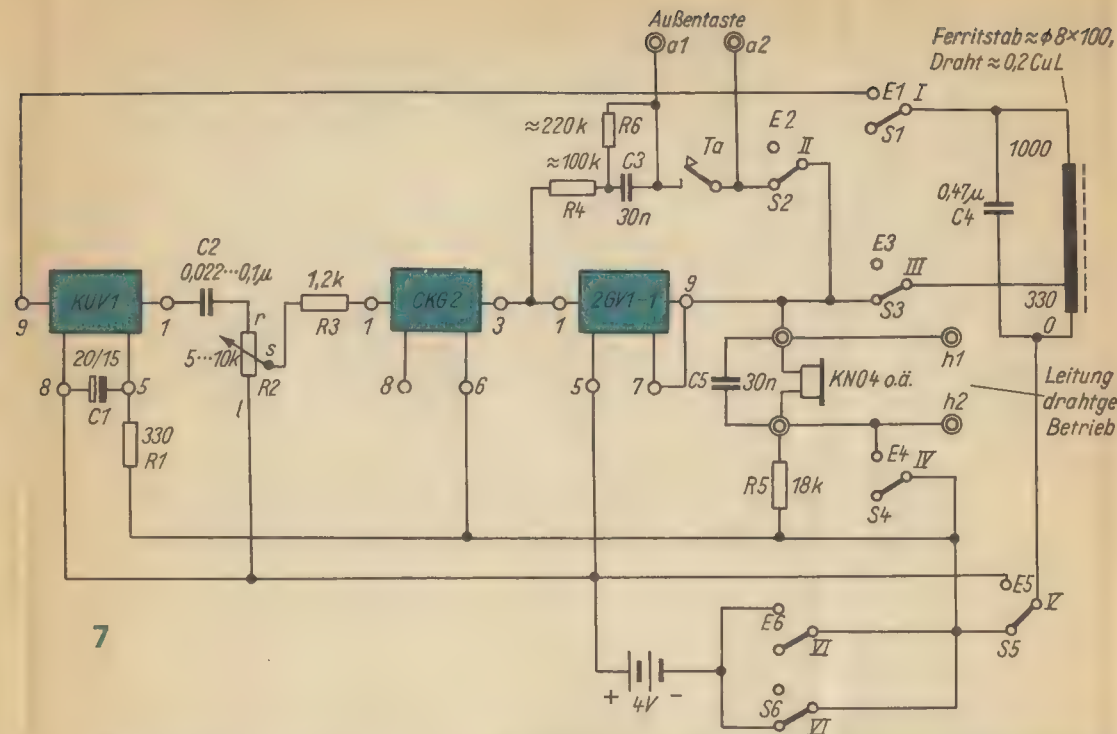 Außentaste
a1
a2
Ferritstab ≈ ϕ 8×100,
Draht ≈ 0,2 CuL
E1
I
S1
≈220k
R6
E2
II
Ta
S2
1000
≈100k
C3
R4
30n
0,47µ
C4
E3
III
S3
330
0
C2
0,022...0,1µ
KUV1
9
1
r
1,2k
R3
1
CKG2
3
1
2GV1-1
9
5...10k
s
R2
l
20/15
8
5
C1
330
R1
8
6
5
7
C5
30n
KN04 o.ä.
h1
h2
Leitung
drahtge
Betrieb
E4
IV
S4
R5
18k
7
E5
V
S5
E6
VI
S6
VI
+
4V
-